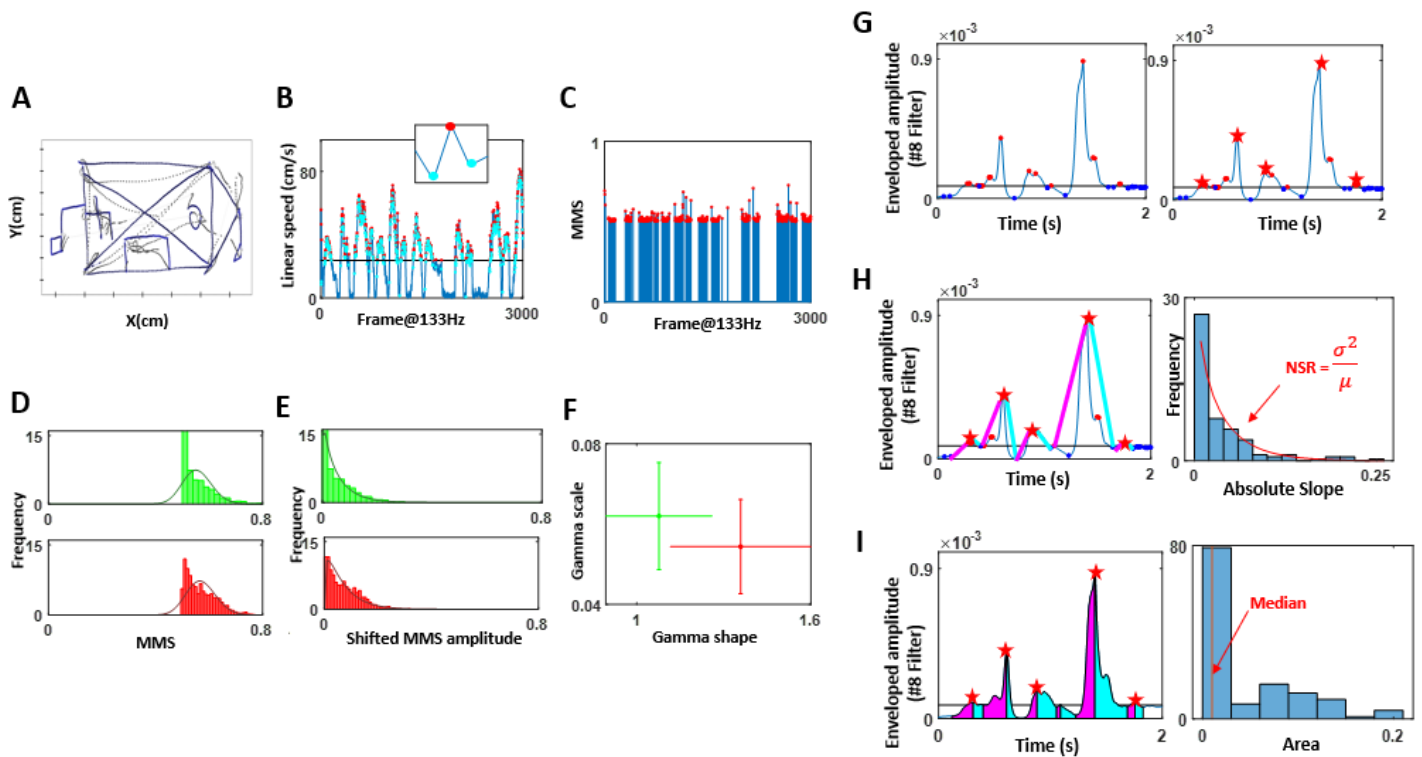 A
Y(cm)
X(cm)
B
Linear speed (cm/s)
80
0
0
3000
Frame@133Hz
C
MMS
1
0
0
3000
Frame@133Hz
D
Frequency
15
0
0
0.8
15
0
0
0.8
MMS
E
15
0
0
0.8
15
0
0
0.8
Shifted MMS amplitude
F
Gamma scale
0.08
0.04
1
1.6
Gamma shape
G
Enveloped amplitude
(#8 Filter)
×10⁻³
0.9
0
0
2
Time (s)
×10⁻³
0.9
0
0
2
Time (s)
H
Enveloped amplitude
(#8 Filter)
×10⁻³
0.9
0
0
2
Time (s)
Frequency
30
0
0
0.25
NSR = σ²/μ
Absolute Slope
I
Enveloped amplitude
(#8 Filter)
×10⁻³
0.9
0
0
2
Time (s)
80
0
0
0.2
Median
Area